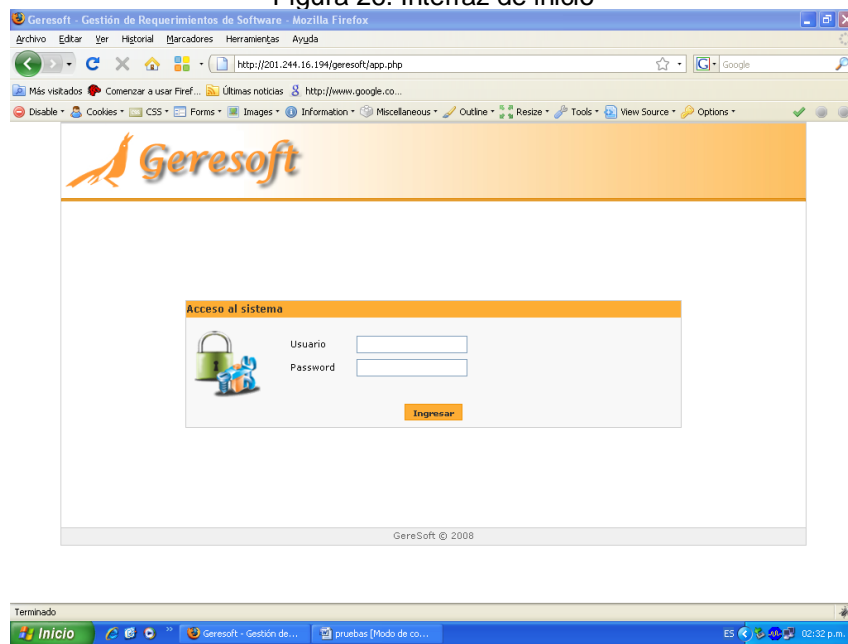 Figura 26. Interfaz de inicio
Geresoft - Gestión de Requerimientos de Software - Mozilla Firefox
Archivo Editar Ver Historial Marcadores Herramientas Ayuda
http://201.244.16.194/geresoft/app.php
Google
Más visitados Comenzar a usar Firef... Últimas noticias http://www.google.co...
Disable Cookies CSS Forms Images Information Miscellaneous Outline Resize Tools View Source Options
Geresoft
Acceso al sistema
Usuario
Password
Ingresar
GereSoft © 2008
Terminado
Inicio Geresoft - Gestión de... pruebas [Modo de co... ES 02:32 p.m.